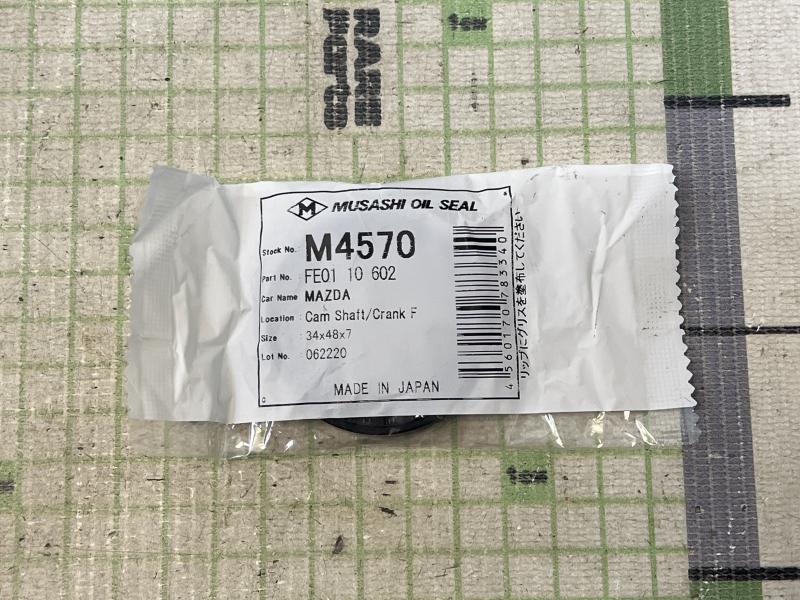 MUSASHI OIL SEAL
Stock No. M4570
Part No. FE01 10 602
Car Name MAZDA
Location Cam Shaft/Crank F
Size 34x48x7
Lot No. 062220
MADE IN JAPAN
4560170783340
リップにグリスを塗布してください